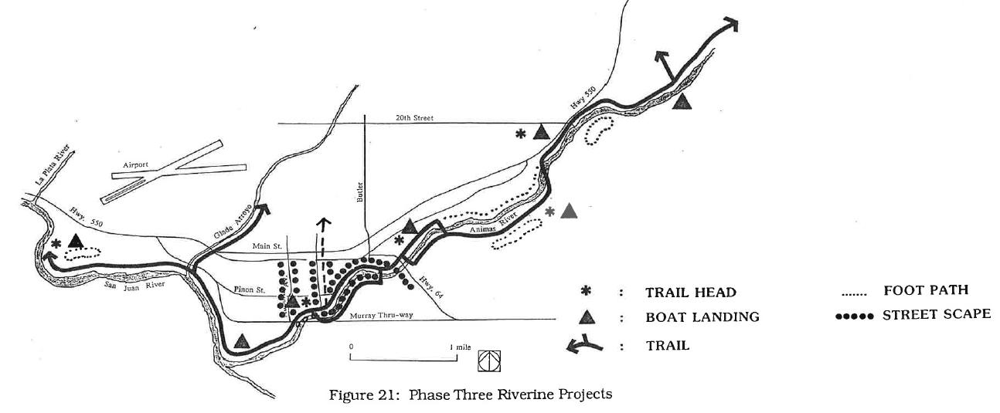 Hwy 550
20th Street
La Plata River
Airport
Butler
Hwy. 550
Glade Arroyo
Animas River
Main St.
San Juan River
Pinon St.
Hwy. 64
Murray Thru-way
0 1 mile
* : TRAIL HEAD
: BOAT LANDING
: TRAIL
: FOOT PATH
: STREET SCAPE
Figure 21: Phase Three Riverine Projects